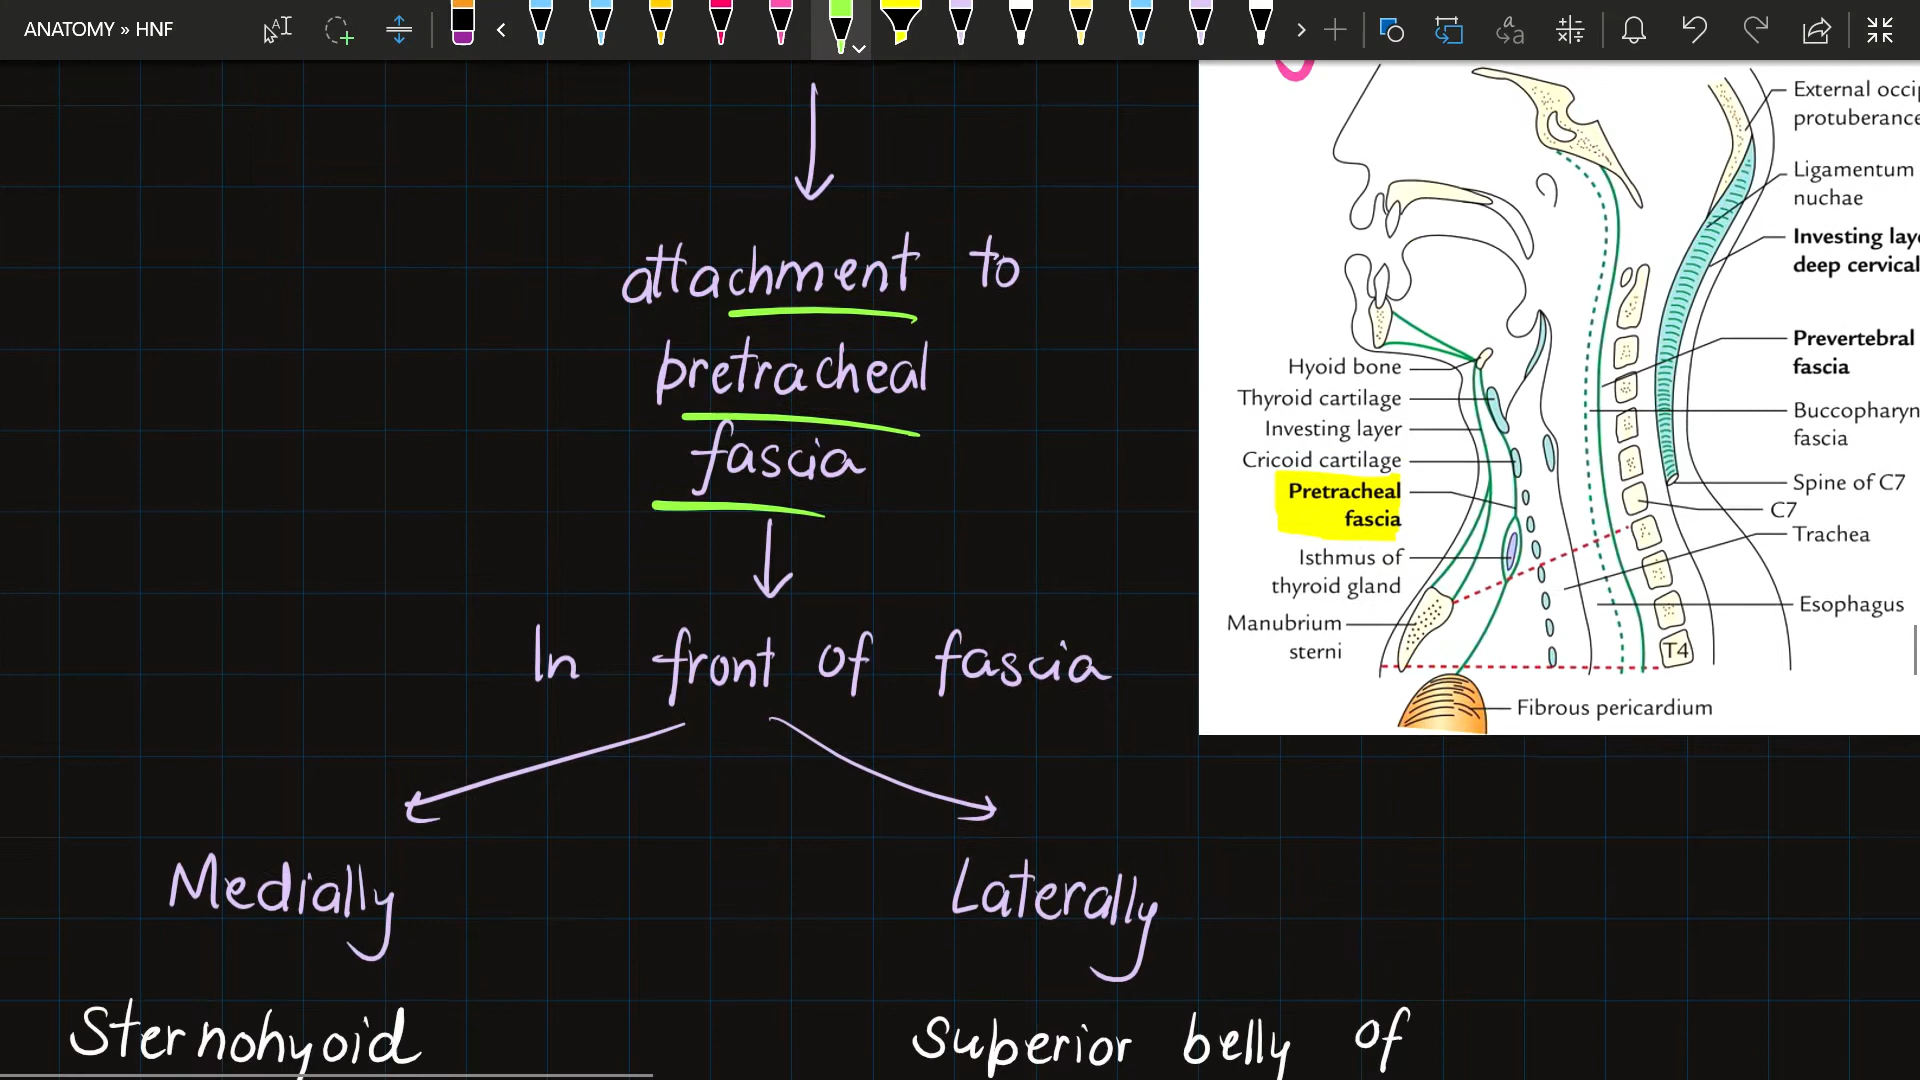 ANATOMY » HNF
attachment to
pretracheal
fascia
In front of fascia
Medially
Laterally
Sternohyoid
Superior belly of
External occip
protuberance
Ligamentum
nuchae
Investing laye
deep cervical
Prevertebral
fascia
Buccopharyn
fascia
Spine of C7
C7
Trachea
Esophagus
T4
Hyoid bone
Thyroid cartilage
Investing layer
Cricoid cartilage
Pretracheal
fascia
Isthmus of
thyroid gland
Manubrium
sterni
Fibrous pericardium